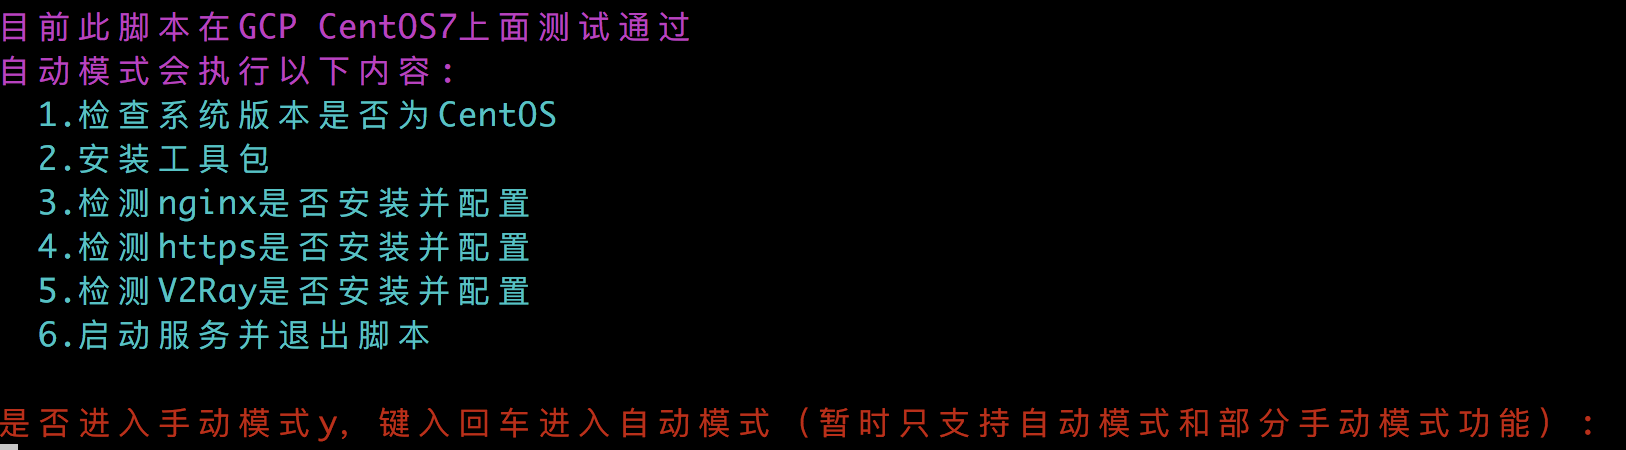 目前此脚本在GCP CentOS7上面测试通过
自动模式会执行以下内容：
1.检查系统版本是否为CentOS
2.安装工具包
3.检测nginx是否安装并配置
4.检测https是否安装并配置
5.检测V2Ray是否安装并配置
6.启动服务并退出脚本
是否进入手动模式y，键入回车进入自动模式（暂时只支持自动模式和部分手动模式功能）：